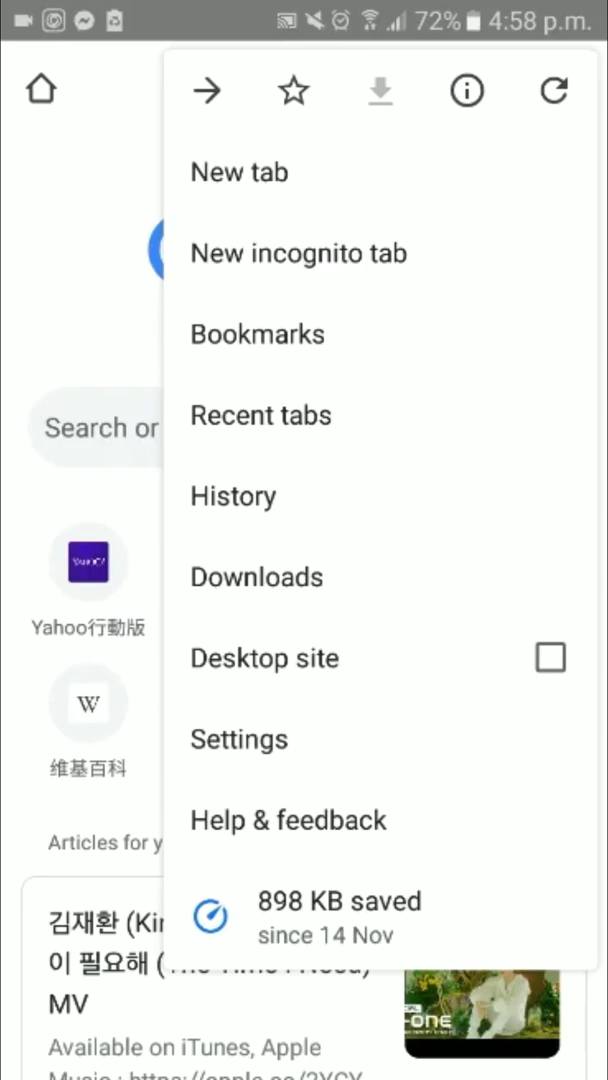 72% 4:58 p.m.
New tab
New incognito tab
Bookmarks
Search or
Recent tabs
History
Downloads
Yahoo行動版
Desktop site
W
Settings
维基百科
Help & feedback
Articles for y
898 KB saved
since 14 Nov
김재환 (Ki
이 필요해 (
MV
-ONE
Available on iTunes, Apple